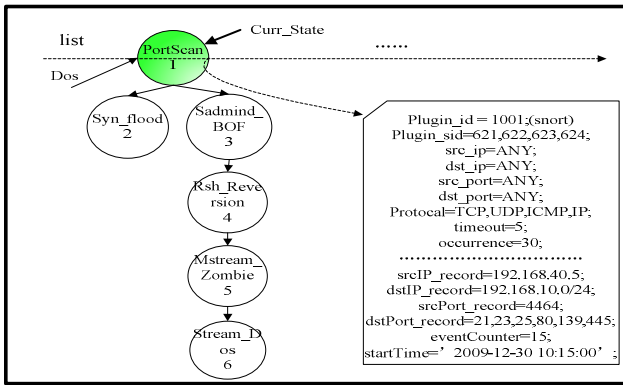 list
Curr_State
......
PortScan
1
Dos
Syn_flood
2
Sadmind_
BOF
3
Rsh_Reve
rsion
4
Mstream_
Zombie
5
Stream_D
os
6
Plugin_id = 1001;(snort)
Plugin_sid=621,622,623,624;
src_ip=ANY;
dst_ip=ANY;
src_port=ANY;
dst_port=ANY;
Protocal=TCP,UDP,ICMP,IP;
timeout=5;
occurrence=30;
................................
srcIP_record=192.168.40.5;
dstIP_record=192.168.10.0/24;
srcPort_record=4464;
dstPort_record=21,23,25,80,139,445;
eventCounter=15;
startTime=’ 2009-12-30 10:15:00’ ;